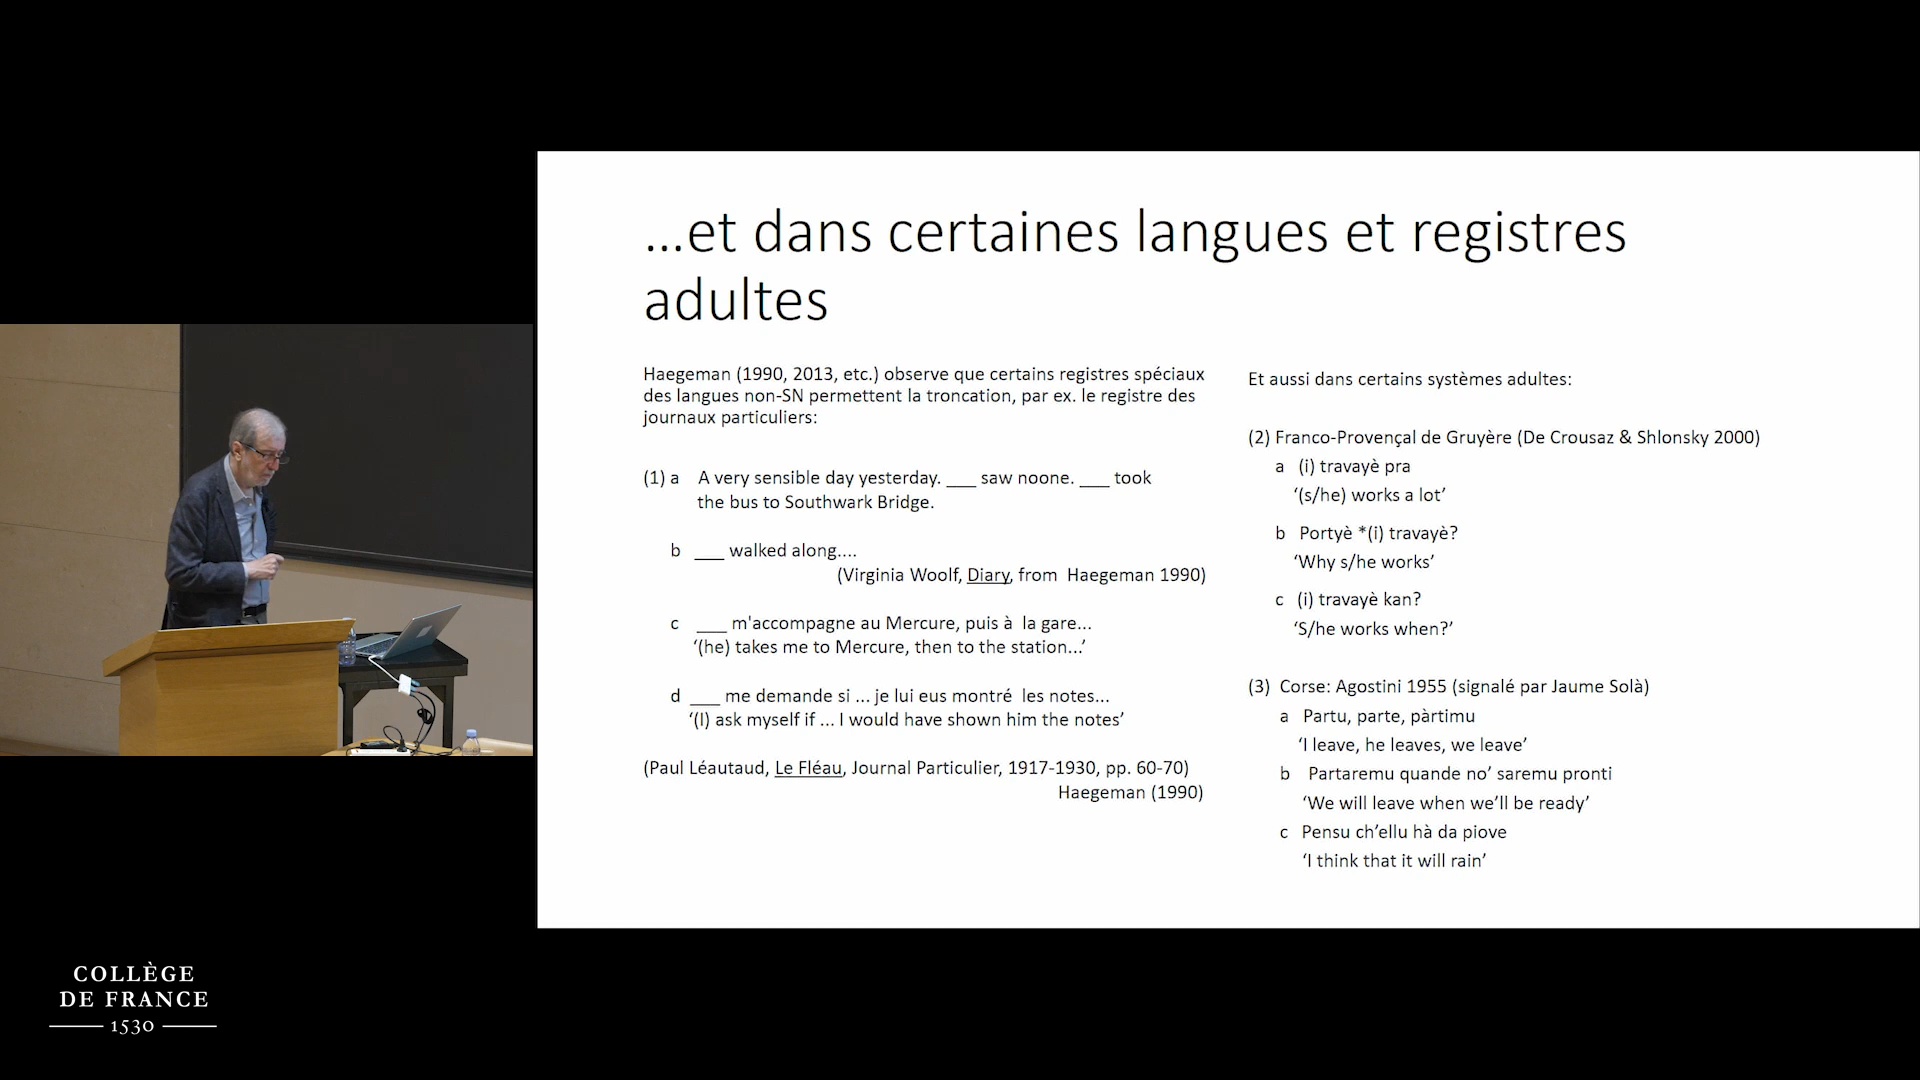 ...et dans certaines langues et registres
adultes
Haegeman (1990, 2013, etc.) observe que certains registres spéciaux
des langues non-SN permettent la troncation, par ex. le registre des
journaux particuliers:
(1) a A very sensible day yesterday. ___ saw noone. ___ took
the bus to Southwark Bridge.
b ___ walked along....
(Virginia Woolf, Diary, from Haegeman 1990)
c ___ m'accompagne au Mercure, puis à la gare...
‘(he) takes me to Mercure, then to the station...’
d ___ me demande si ... je lui eus montré les notes...
‘(I) ask myself if ... I would have shown him the notes’
(Paul Léautaud, Le Fléau, Journal Particulier, 1917-1930, pp. 60-70)
Haegeman (1990)
Et aussi dans certains systèmes adultes:
(2) Franco-Provençal de Gruyère (De Crousaz & Shlonsky 2000)
a (i) travayè pra
‘(s/he) works a lot’
b Portyè *(i) travayè?
‘Why s/he works’
c (i) travayè kan?
‘S/he works when?’
(3) Corse: Agostini 1955 (signalé par Jaume Solà)
a Partu, parte, pàrtimu
‘I leave, he leaves, we leave’
b Partaremu quande no’ saremu pronti
‘We will leave when we’ll be ready’
c Pensu ch’ellu hà da piove
‘I think that it will rain’
COLLÈGE
DE FRANCE
1530